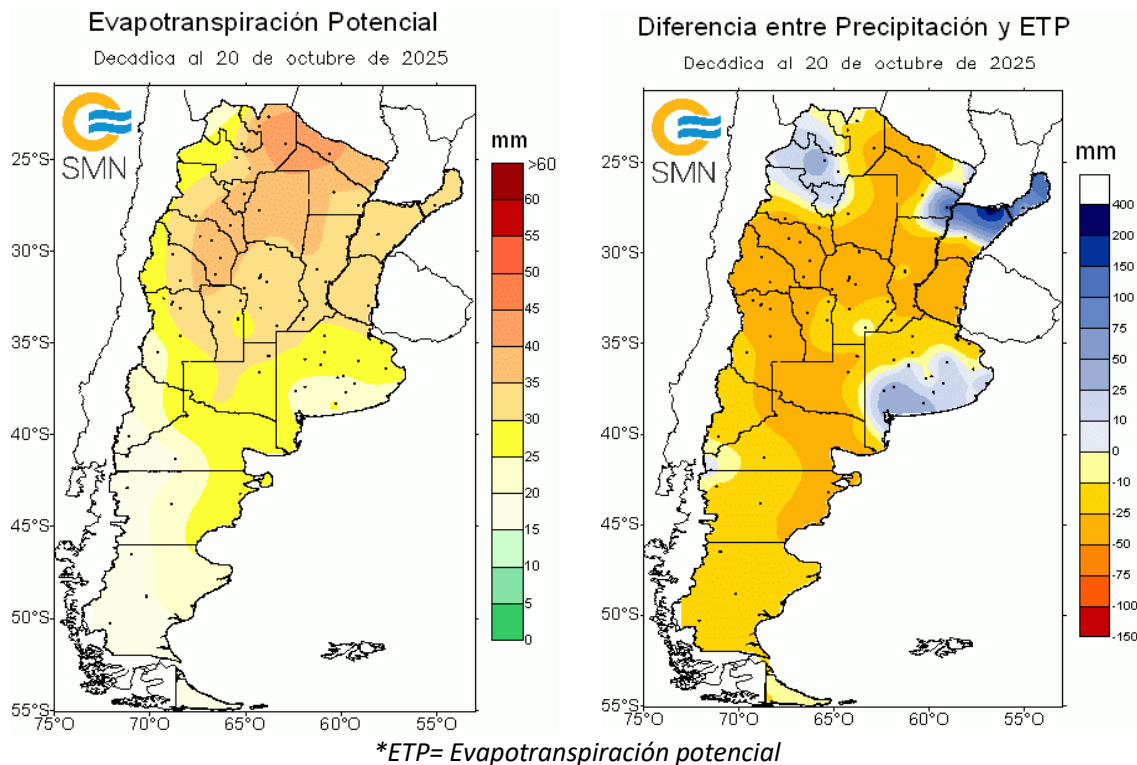 Evapotranspiración Potencial
Decádica al 20 de octubre de 2025
SMN
mm
>60
60
55
50
45
40
35
30
25
20
15
10
5
0
25°S
30°S
35°S
40°S
45°S
50°S
55°S
75°O 70°O 65°O 60°O 55°O
Diferencia entre Precipitación y ETP
Decádica al 20 de octubre de 2025
SMN
mm
400
200
100
75
50
25
10
0
-10
-25
-50
-75
-100
-150
25°S
30°S
35°S
40°S
45°S
50°S
55°S
75°O 70°O 65°O 60°O 55°O
*ETP= Evapotranspiración potencial